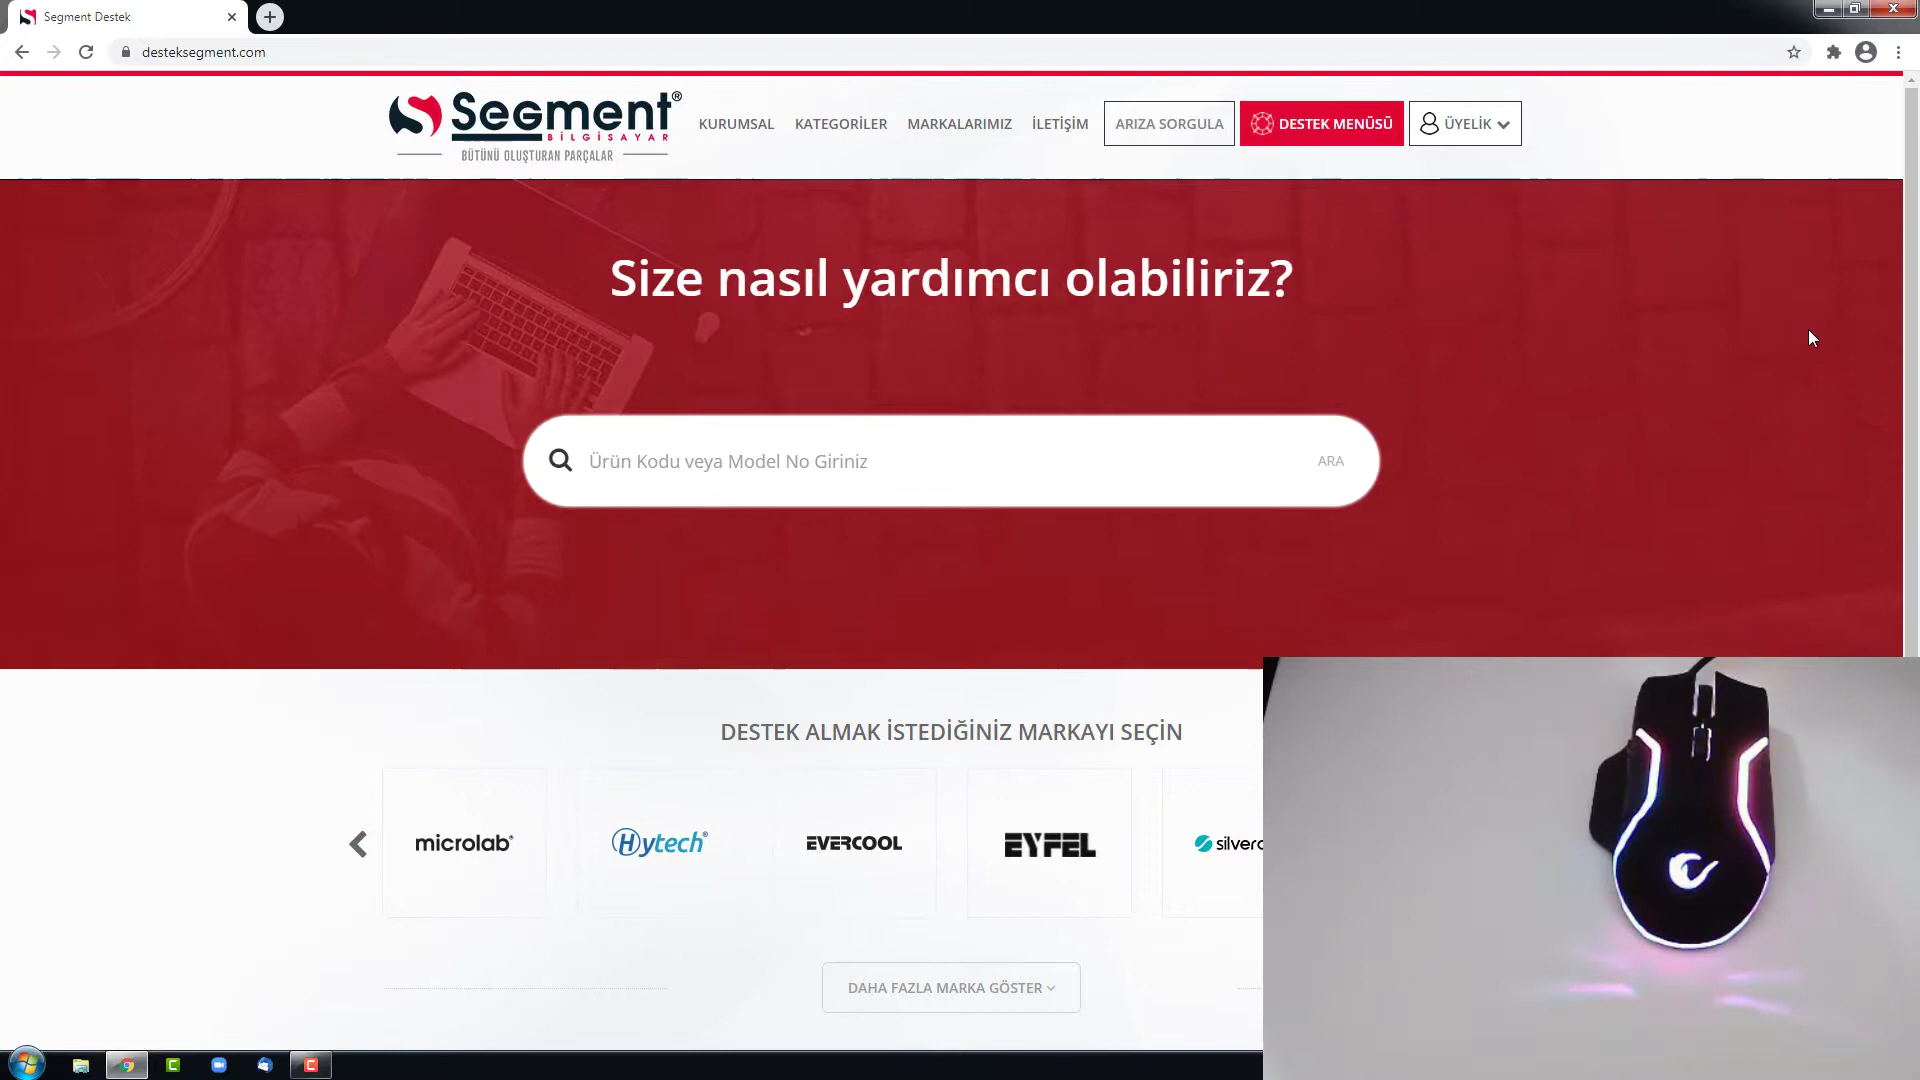 Segment Destek
desteksegment.com
Segment®
BİLGİSAYAR
BÜTÜNÜ OLUŞTURAN PARÇALAR
KURUMSAL
KATEGORİLER
MARKALARIMIZ
İLETİŞİM
ARIZA SORGULA
DESTEK MENÜSÜ
ÜYELİK
Size nasıl yardımcı olabiliriz?
Ürün Kodu veya Model No Giriniz
ARA
DESTEK ALMAK İSTEDİĞİNİZ MARKAYI SEÇİN
microlab®
Hytech®
EVERCOOL
EYFEL
silverc
DAHA FAZLA MARKA GÖSTER